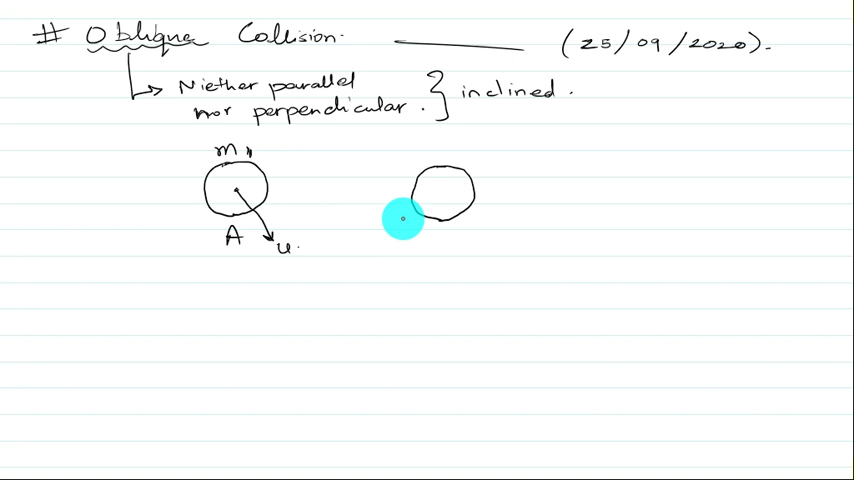 # Oblique Collision. (25/09/2020).
Niether parallel
nor perpendicular. } inclined.
m1
A
u.